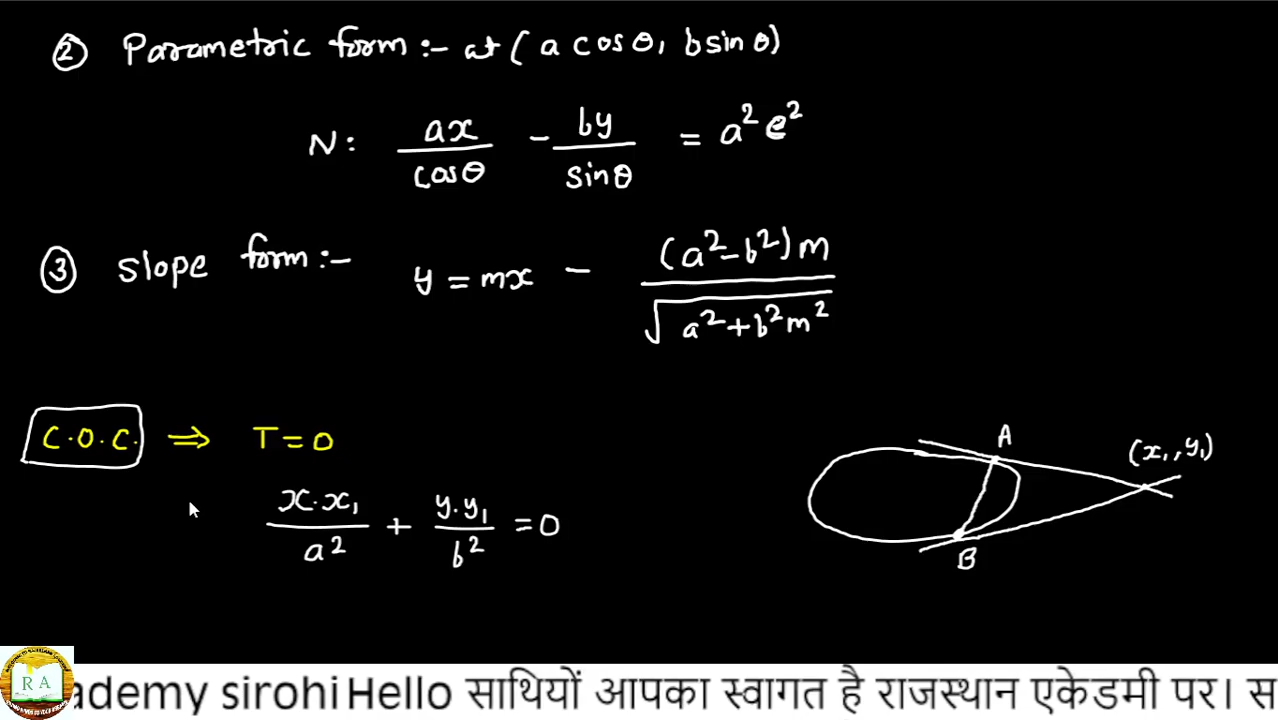 ② Parametric form :- at (a cosθ, b sinθ)
N: ax/cosθ - by/sinθ = a²e²
③ Slope form :- y = mx - (a²-b²)m/√(a²+b²m²)
C.O.C. ⇒ T=0
x.x₁/a² + y.y₁/b² = 0
A
(x₁,y₁)
B
RA
ademy sirohi Hello साथियों आपका स्वागत है राजस्थान एकेडमी पर। स